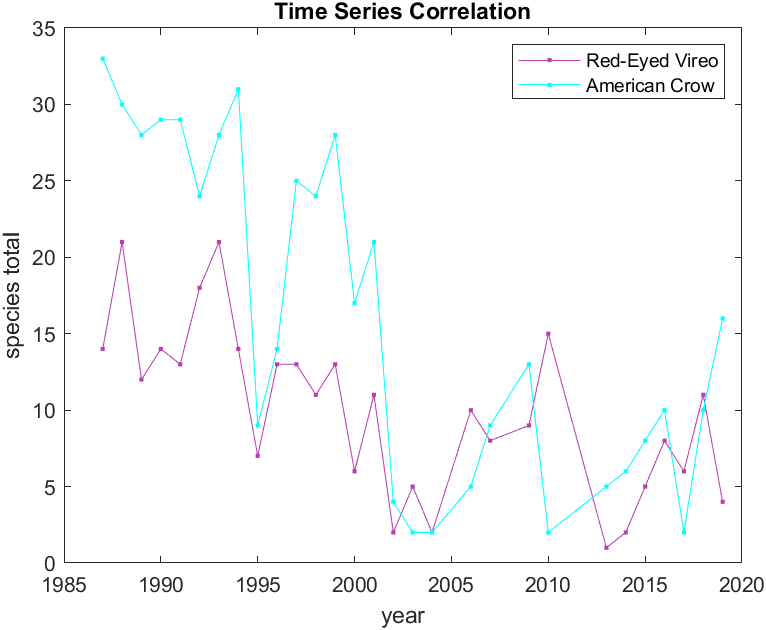 Time Series Correlation
35
30
25
20
15
10
5
0
species total
Red-Eyed Vireo
American Crow
1985 1990 1995 2000 2005 2010 2015 2020
year